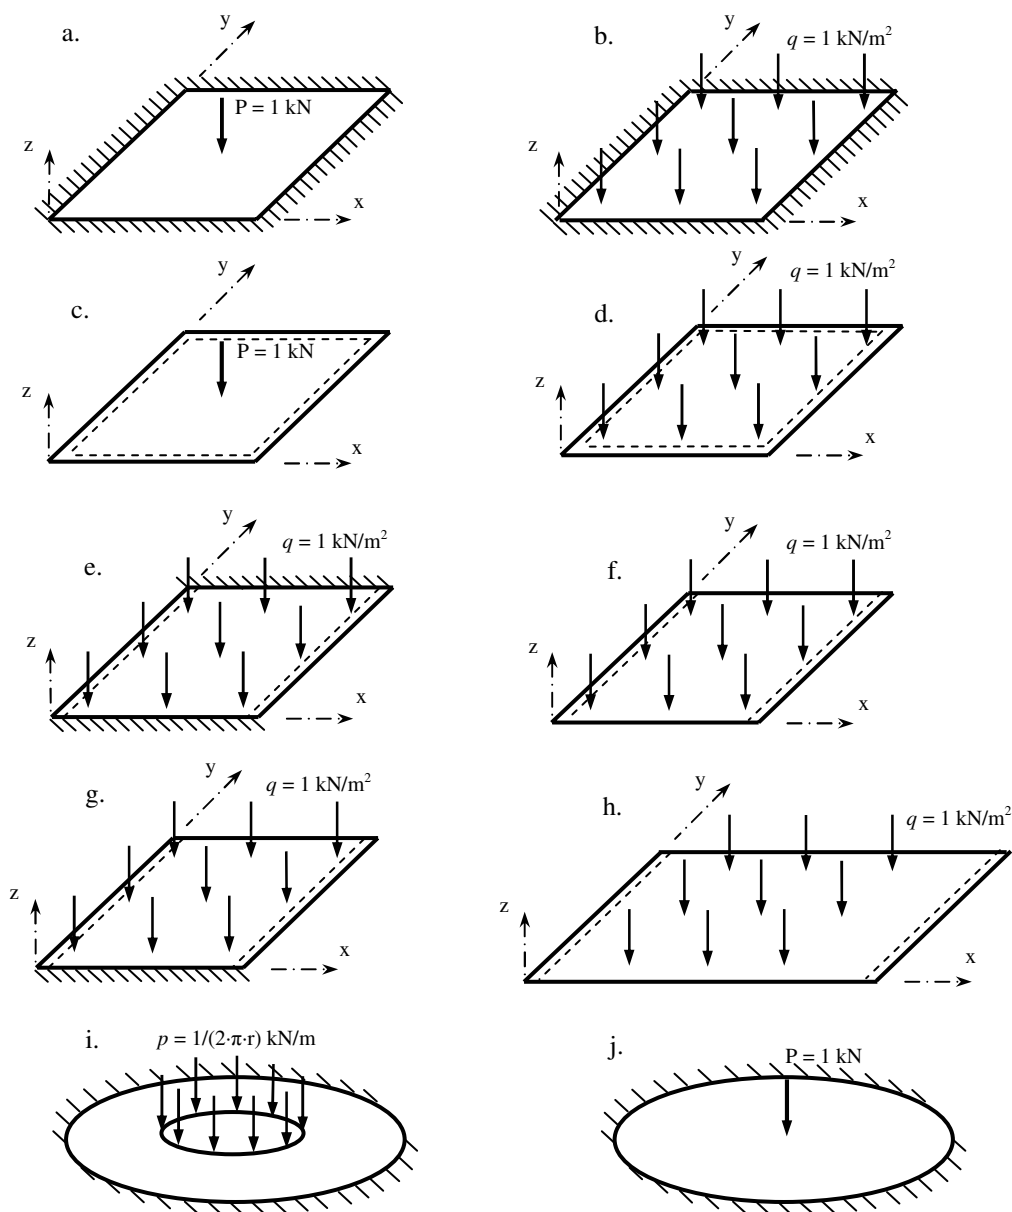 a.
y
P = 1 kN
z
x
b.
y
q = 1 kN/m²
z
x
c.
y
P = 1 kN
z
x
d.
y
q = 1 kN/m²
z
x
e.
y
q = 1 kN/m²
z
x
f.
y
q = 1 kN/m²
z
x
g.
y
q = 1 kN/m²
z
x
h.
y
q = 1 kN/m²
z
x
i.
p = 1/(2·π·r) kN/m
j.
P = 1 kN